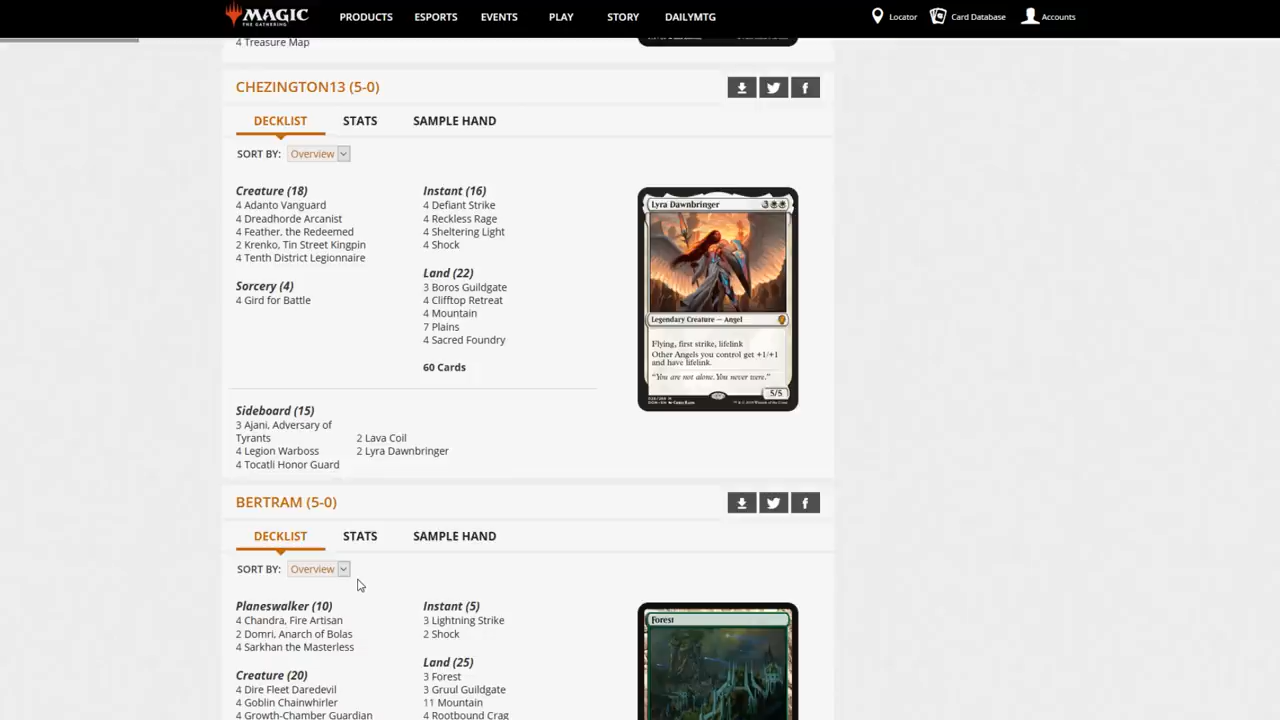 MAGIC
THE GATHERING
PRODUCTS
ESPORTS
EVENTS
PLAY
STORY
DAILYMTG
Locator
Card Database
Accounts
4 Treasure Map
CHEZINGTON13 (5-0)
DECKLIST
STATS
SAMPLE HAND
SORT BY: Overview
Creature (18)
4 Adanto Vanguard
4 Dreadhorde Arcanist
4 Feather, the Redeemed
2 Krenko, Tin Street Kingpin
4 Tenth District Legionnaire
Sorcery (4)
4 Gird for Battle
Instant (16)
4 Defiant Strike
4 Reckless Rage
4 Sheltering Light
4 Shock
Land (22)
3 Boros Guildgate
4 Clifftop Retreat
4 Mountain
7 Plains
4 Sacred Foundry
60 Cards
Sideboard (15)
3 Ajani, Adversary of
Tyrants
4 Legion Warboss
4 Tocatli Honor Guard
2 Lava Coil
2 Lyra Dawnbringer
Lyra Dawnbringer 3
Legendary Creature — Angel
Flying, first strike, lifelink
Other Angels you control get +1/+1
and have lifelink.
"You are not alone. You never were."
5/5
BERTRAM (5-0)
DECKLIST
STATS
SAMPLE HAND
SORT BY: Overview
Planeswalker (10)
4 Chandra, Fire Artisan
2 Domri, Anarch of Bolas
4 Sarkhan the Masterless
Creature (20)
4 Dire Fleet Daredevil
4 Goblin Chainwhirler
4 Growth-Chamber Guardian
Instant (5)
3 Lightning Strike
2 Shock
Land (25)
3 Forest
3 Gruul Guildgate
11 Mountain
4 Rootbound Crag
Forest